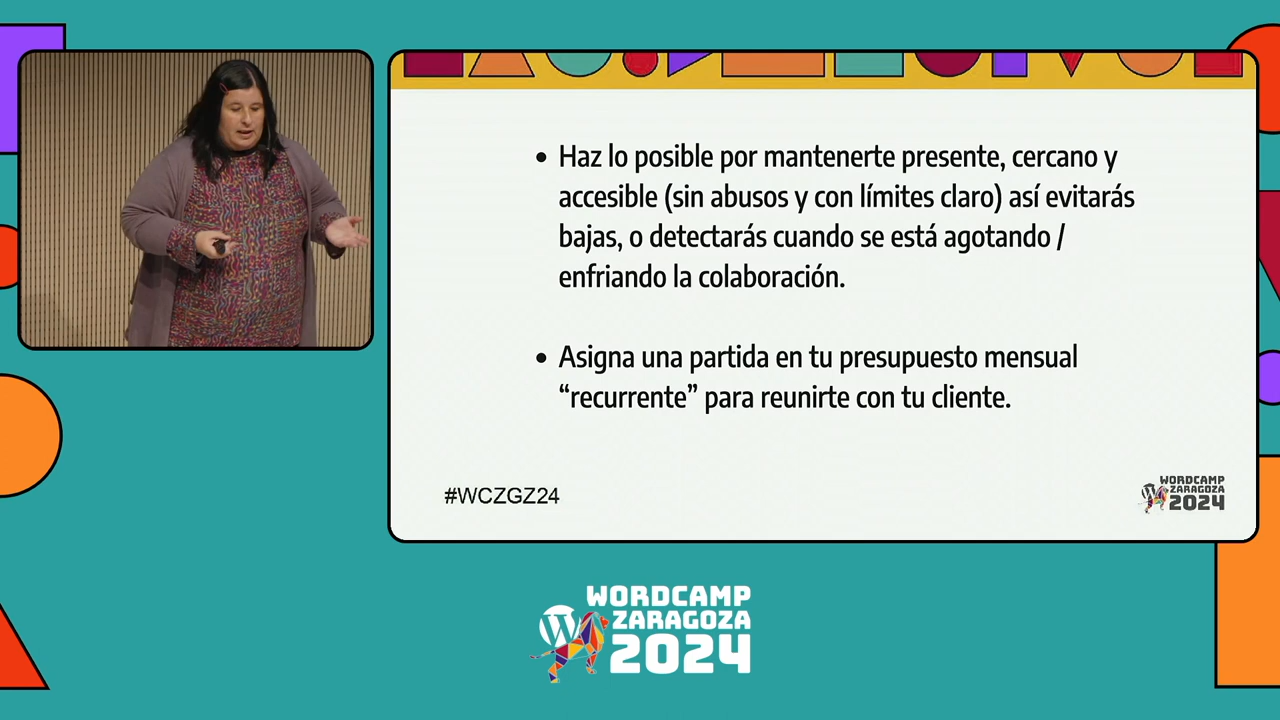 • Haz lo posible por mantenerte presente, cercano y
accesible (sin abusos y con límites claro) así evitarás
bajas, o detectarás cuando se está agotando /
enfriando la colaboración.
• Asigna una partida en tu presupuesto mensual
“recurrente” para reunirte con tu cliente.
#WCZGZ24
WORDCAMP
ZARAGOZA
2024
WORDCAMP
ZARAGOZA
2024